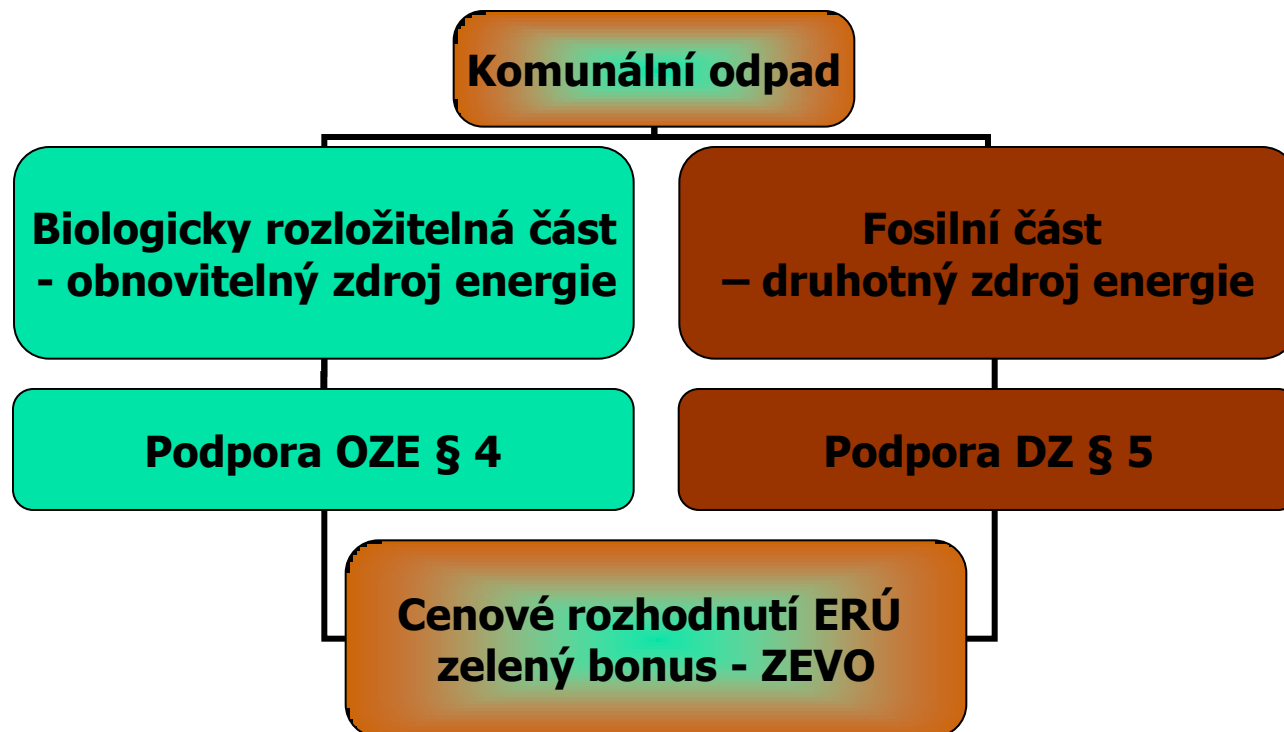 Komunální odpad
Biologicky rozložitelná část
- obnovitelný zdroj energie
Fosilní část
– druhotný zdroj energie
Podpora OZE § 4
Podpora DZ § 5
Cenové rozhodnutí ERÚ
zelený bonus - ZEVO